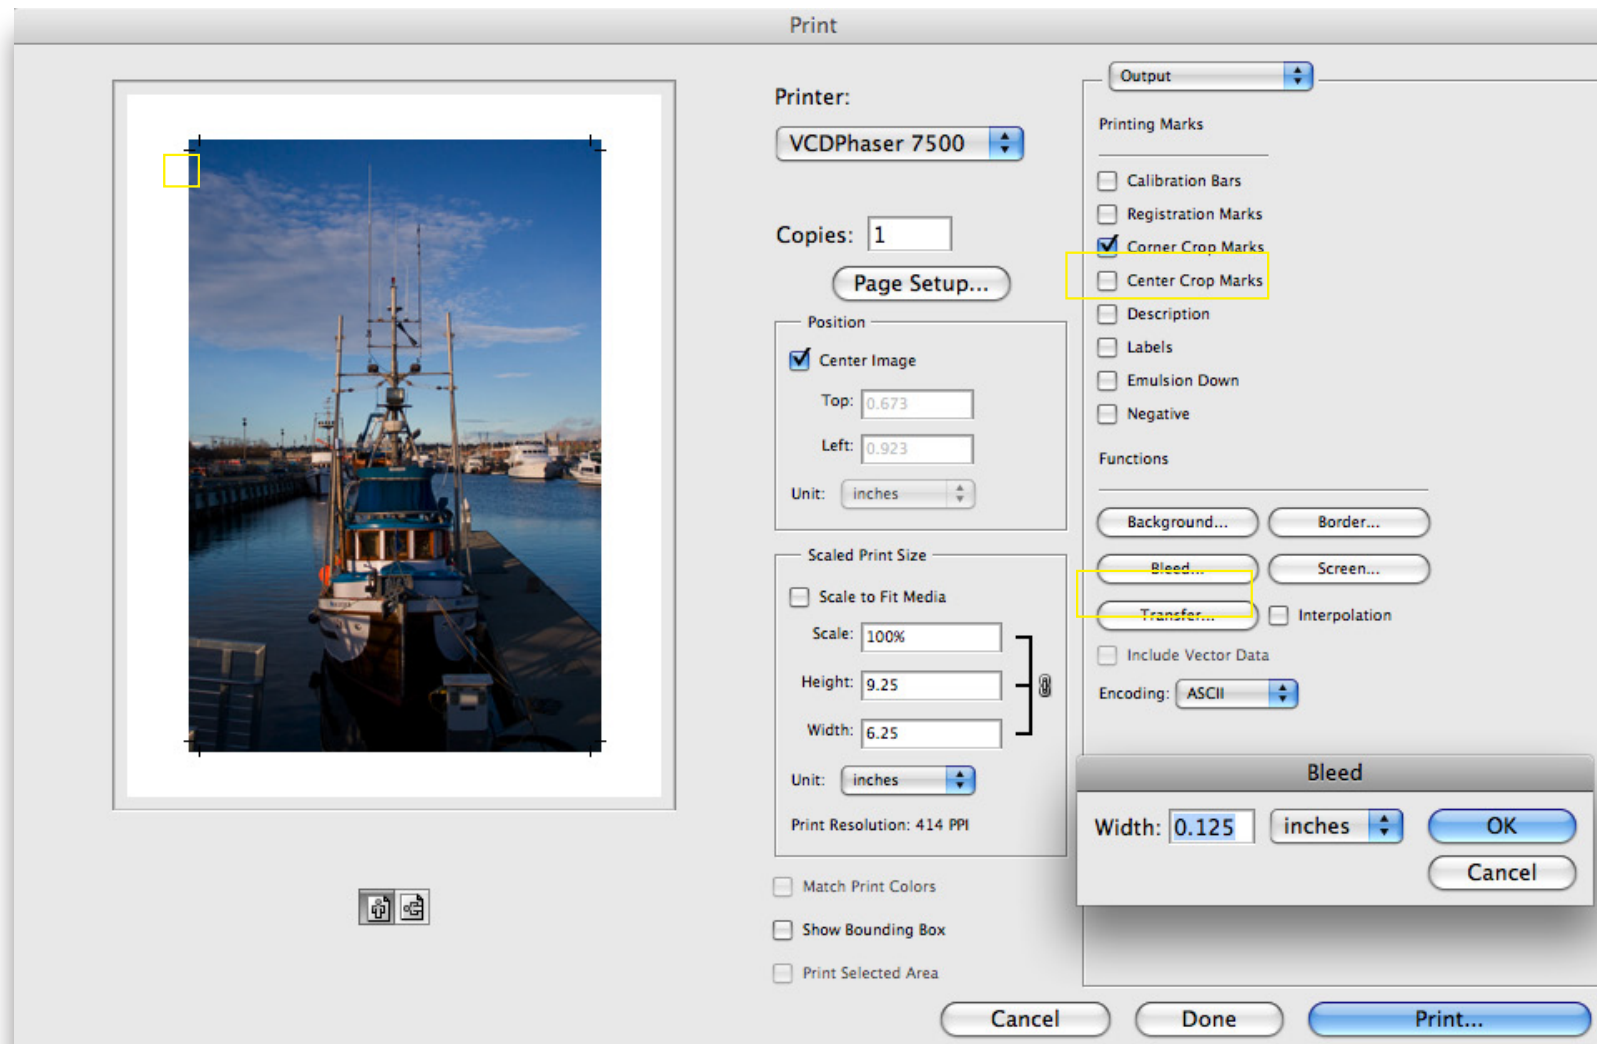 Print
Printer:
VCDPhaser 7500
Copies: 1
Page Setup...
Position
Center Image
Top: 0.673
Left: 0.923
Unit: inches
Scaled Print Size
Scale to Fit Media
Scale: 100%
Height: 9.25
Width: 6.25
Unit: inches
Print Resolution: 414 PPI
Match Print Colors
Show Bounding Box
Print Selected Area
Output
Printing Marks
Calibration Bars
Registration Marks
Corner Crop Marks
Center Crop Marks
Description
Labels
Emulsion Down
Negative
Functions
Background... Border...
Bleed... Screen...
Transfer... Interpolation
Include Vector Data
Encoding: ASCII
Bleed
Width: 0.125 inches OK
Cancel
Cancel Done Print...